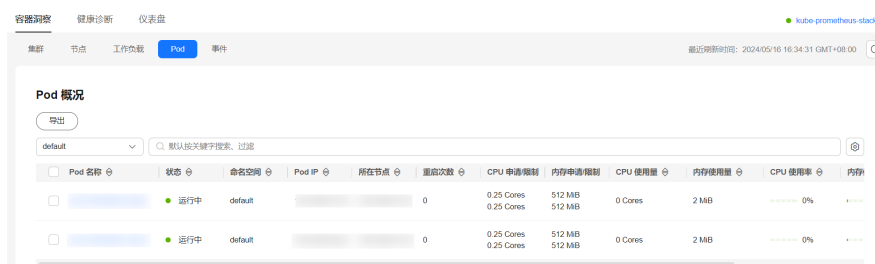 容器洞察 健康诊断 仪表盘
kube-prometheus-stack
集群 节点 工作负载 Pod 事件
最近刷新时间：2024/05/16 16:34:31 GMT+08:00
Pod 概况
导出
default 默认按关键字搜索、过滤
Pod 名称 状态 命名空间 Pod IP 所在节点 重启次数 CPU 申请/限制 内存申请/限制 CPU 使用量 内存使用量 CPU 使用率
运行中 default 0 0.25 Cores 512 MiB 0 Cores 2 MiB 0%
0.25 Cores 512 MiB
运行中 default 0 0.25 Cores 512 MiB 0 Cores 2 MiB 0%
0.25 Cores 512 MiB